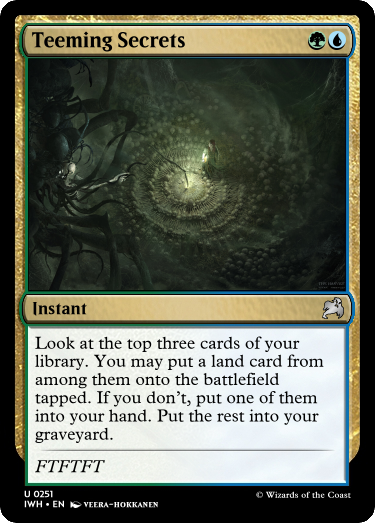 Teeming Secrets
Instant
Look at the top three cards of your
library. You may put a land card from
among them onto the battlefield
tapped. If you don't, put one of them
into your hand. Put the rest into your
graveyard.
FTFTFT
U 0251
IWH • EN VEERA-HOKKANEN
© Wizards of the Coast